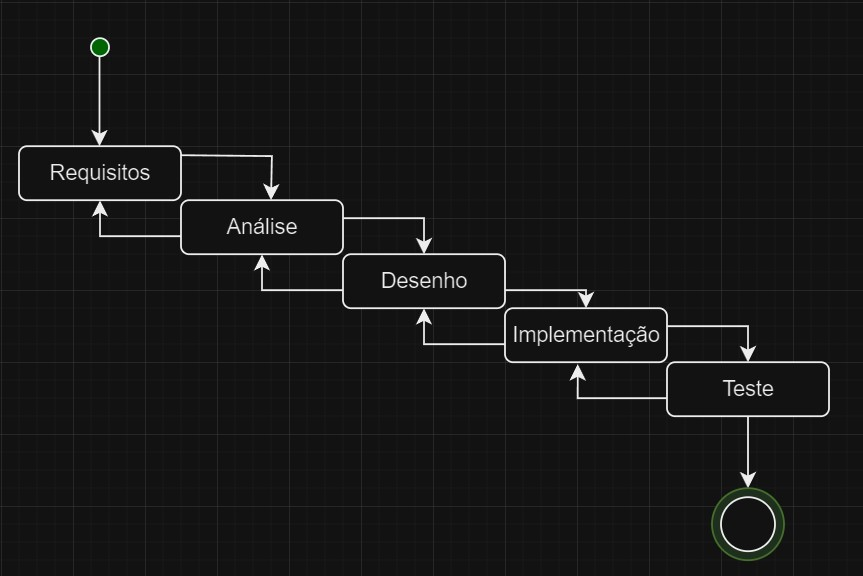 Requisitos
Análise
Desenho
Implementação
Teste